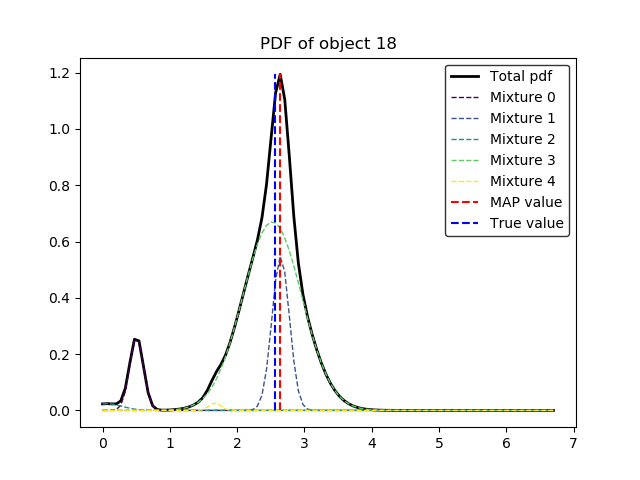 PDF of object 18
1.2
1.0
0.8
0.6
0.4
0.2
0.0
0
1
2
3
4
5
6
7
Total pdf
Mixture 0
Mixture 1
Mixture 2
Mixture 3
Mixture 4
MAP value
True value